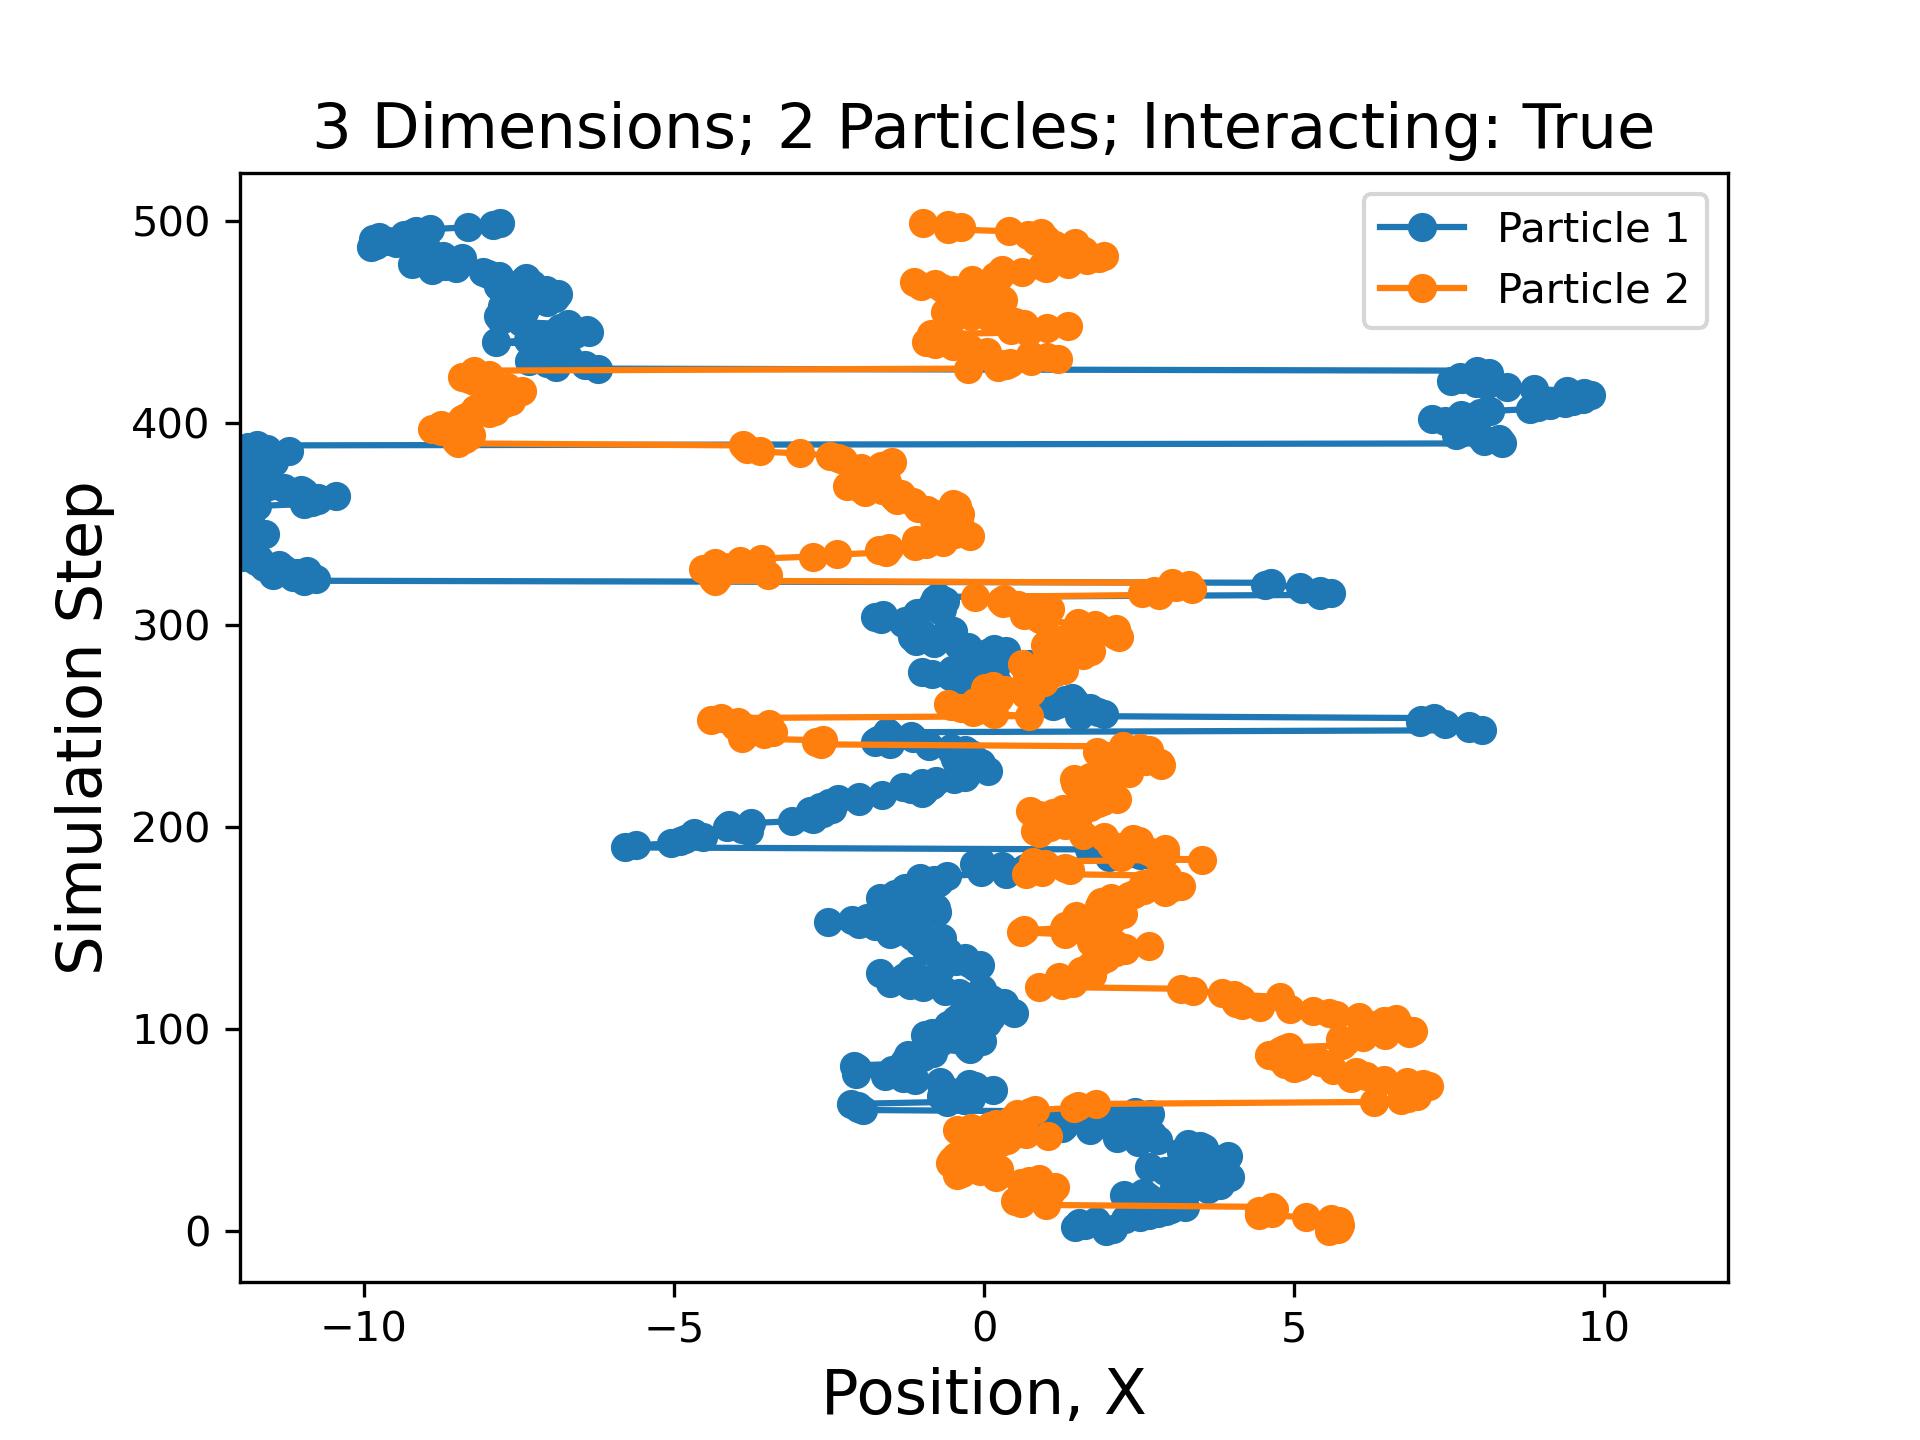 3 Dimensions; 2 Particles; Interacting: True
Particle 1
Particle 2
Simulation Step
500
400
300
200
100
0
−10
−5
0
5
10
Position, X